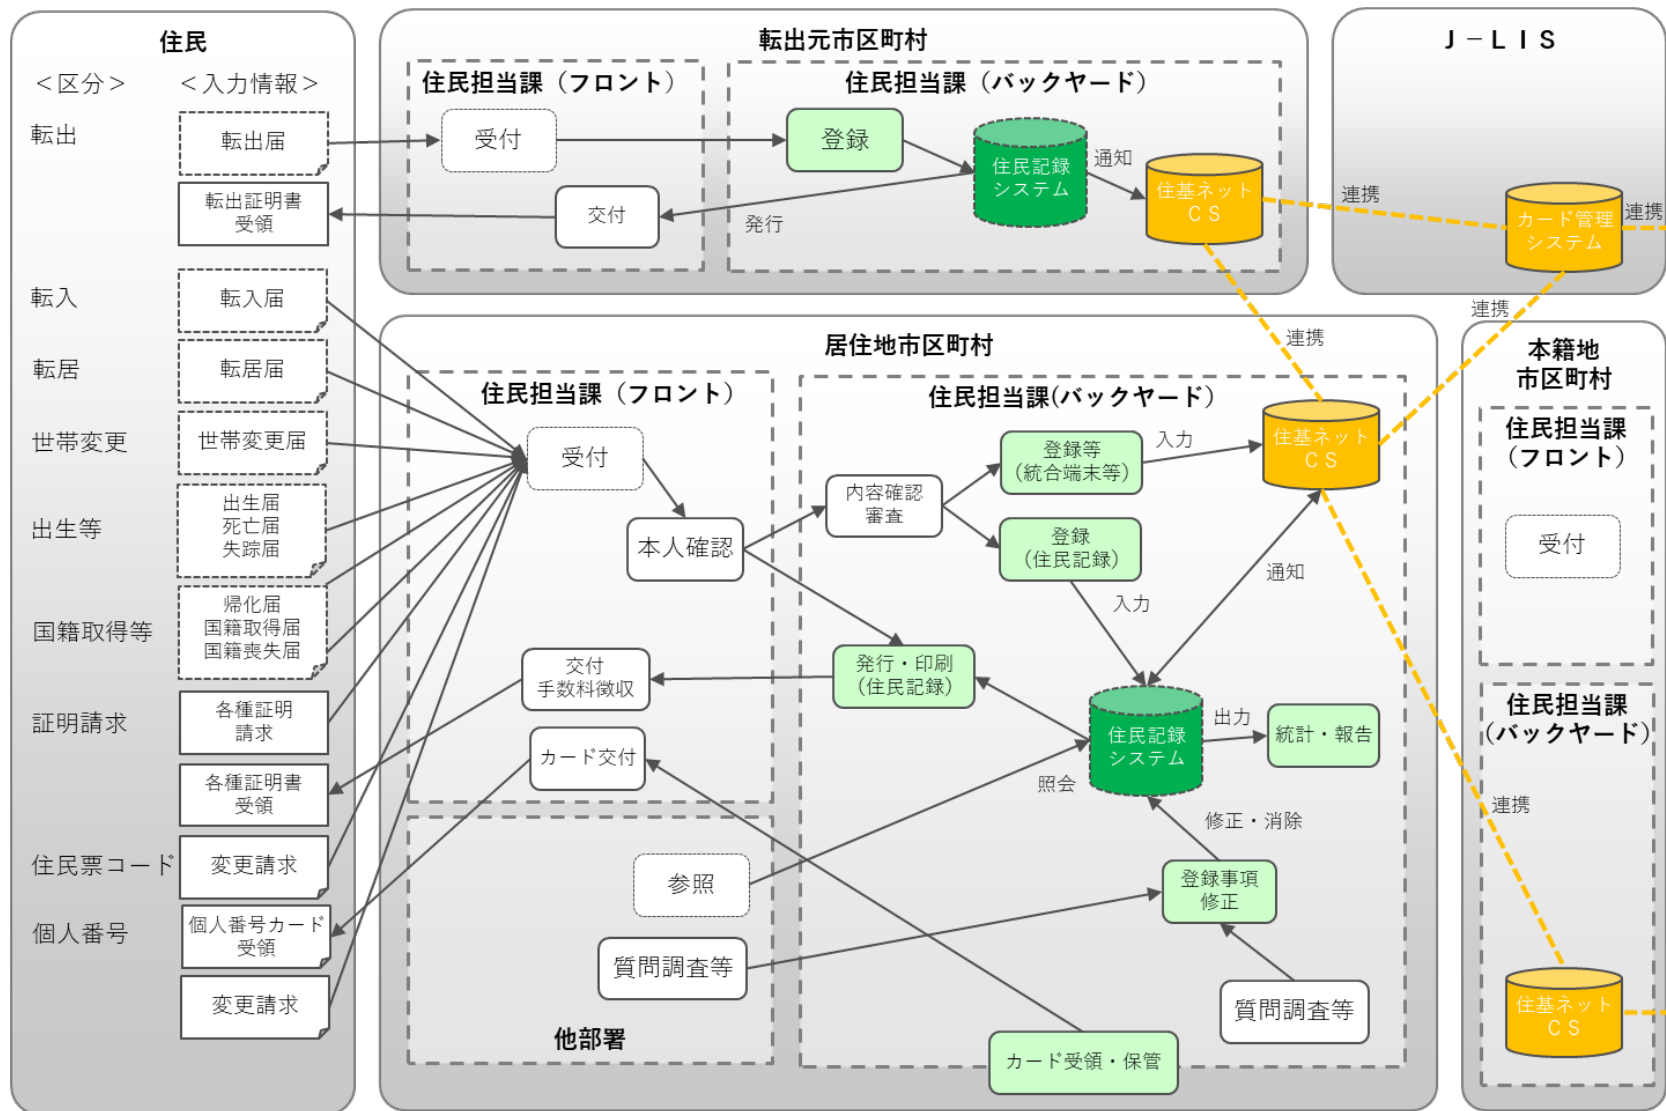 住民
＜区分＞
＜入力情報＞
転出
転出届
転出証明書
受領
転入
転入届
転居
転居届
世帯変更
世帯変更届
出生等
出生届
死亡届
失踪届
国籍取得等
帰化届
国籍取得届
国籍喪失届
証明請求
各種証明
請求
各種証明書
受領
住民票コード
変更請求
個人番号
個人番号カード
受領
変更請求
転出元市区町村
住民担当課（フロント）
受付
交付
住民担当課（バックヤード）
登録
住民記録
システム
通知
発行
住基ネット
ＣＳ
連携
Ｊ－ＬＩＳ
カード管理
システム
連携
連携
連携
居住地市区町村
住民担当課（フロント）
受付
本人確認
交付
手数料徴収
カード交付
住民担当課(バックヤード）
内容確認
審査
登録等
(統合端末等)
入力
住基ネット
ＣＳ
登録
(住民記録)
入力
通知
発行・印刷
(住民記録)
住民記録
システム
出力
統計・報告
照会
修正・消除
登録事項
修正
質問調査等
カード受領・保管
参照
質問調査等
他部署
本籍地
市区町村
住民担当課
（フロント）
受付
住民担当課
(バックヤード）
連携
住基ネット
ＣＳ